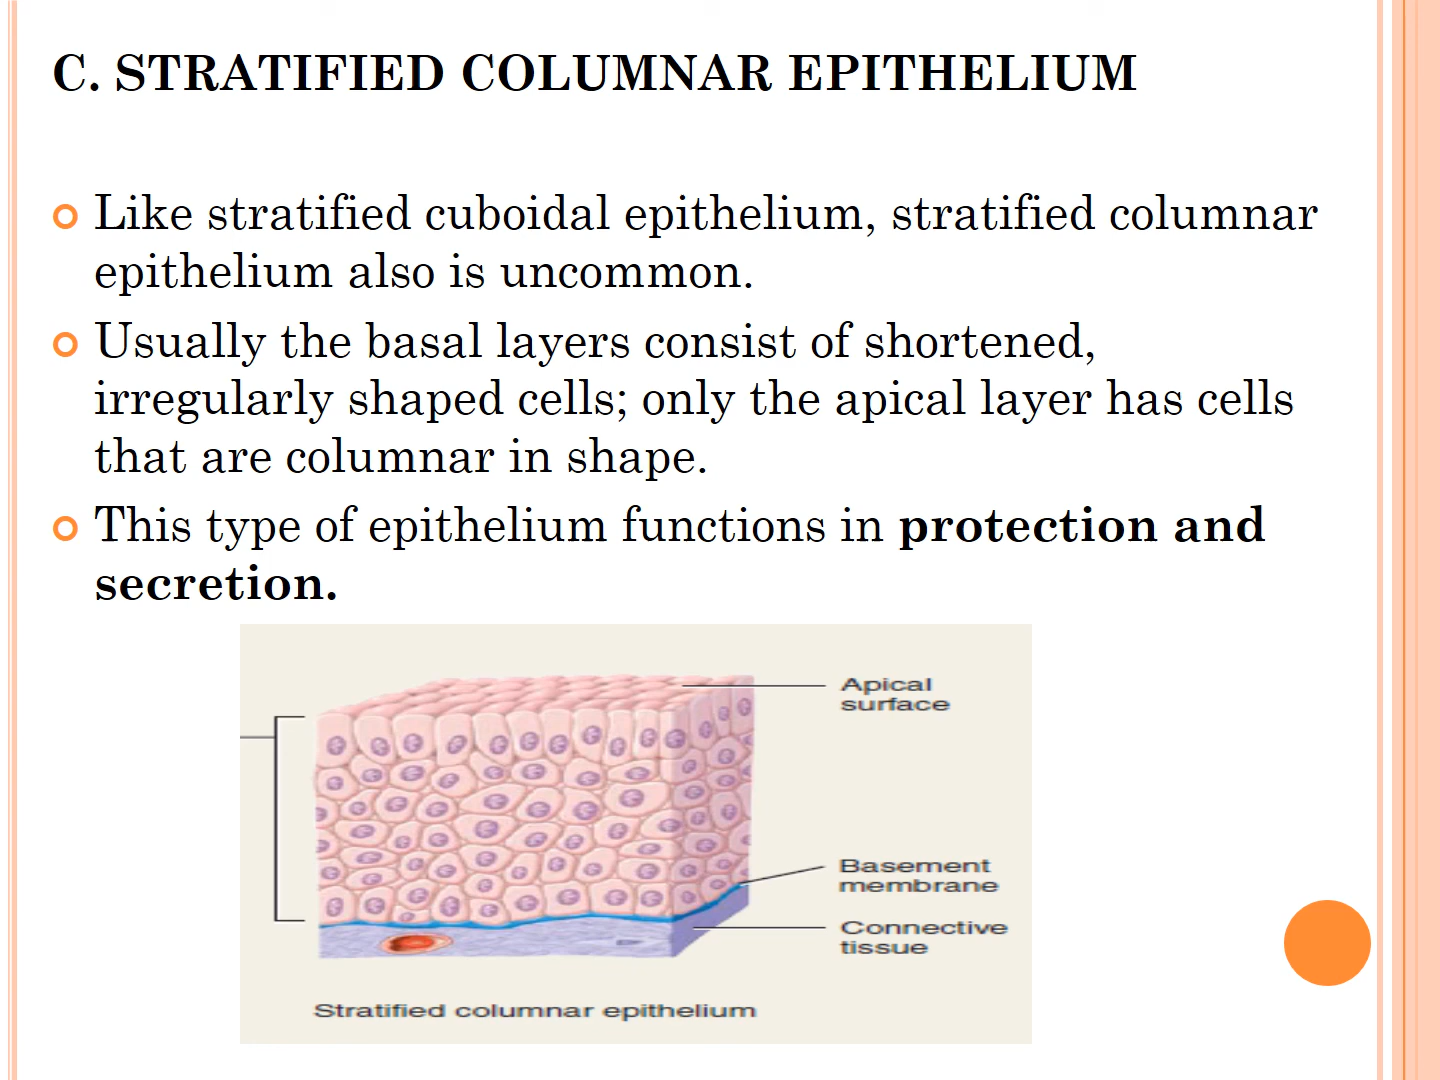 C. STRATIFIED COLUMNAR EPITHELIUM
Like stratified cuboidal epithelium, stratified columnar
epithelium also is uncommon.
Usually the basal layers consist of shortened,
irregularly shaped cells; only the apical layer has cells
that are columnar in shape.
This type of epithelium functions in protection and
secretion.
Apical
surface
Basement
membrane
Connective
tissue
Stratified columnar epithelium